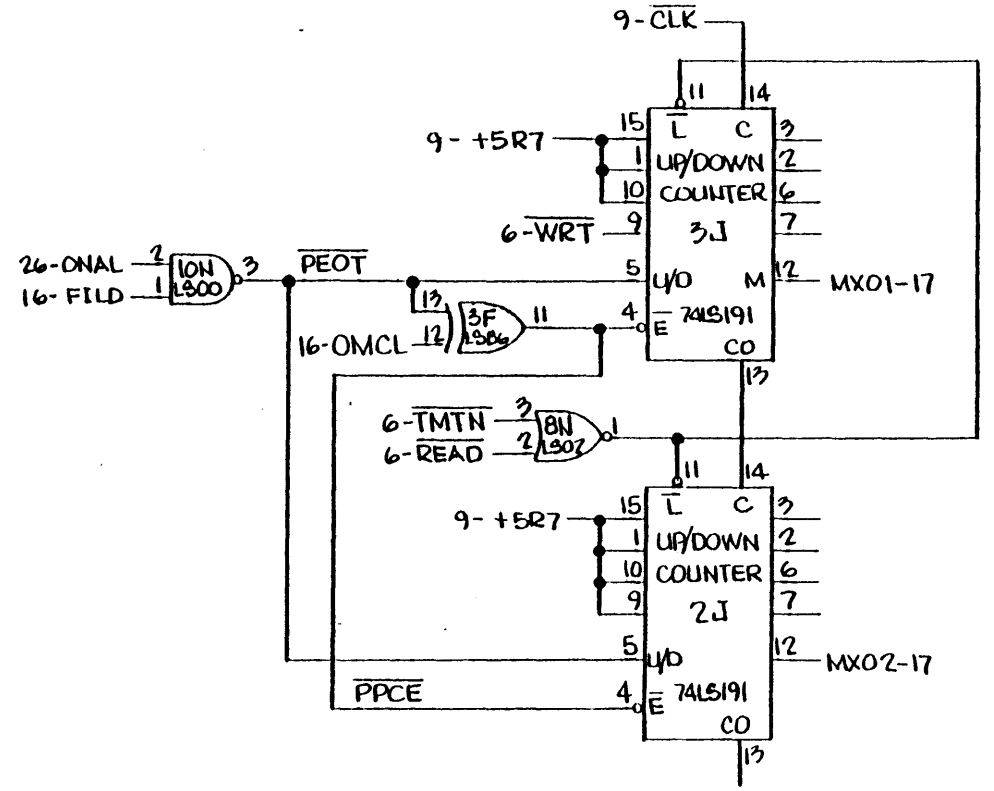 9-CLK
11
14
L
C
15
3
9- +5R7
1
UP/DOWN
2
10
COUNTER
6
6-WRT
9
3J
7
26-ONAL
2
10N
LS00
3
PEOT
16-FILD
1
5
U/D
M
12
MX01-17
13
3F
LS86
11
4
E
74LS191
16-OMCL
12
CO
13
6-TMTN
3
8N
LS02
1
6-READ
2
11
14
L
C
15
3
9- +5R7
1
UP/DOWN
2
10
COUNTER
6
9
2J
7
5
U/D
12
MX02-17
PPCE
4
E
74LS191
CO
13